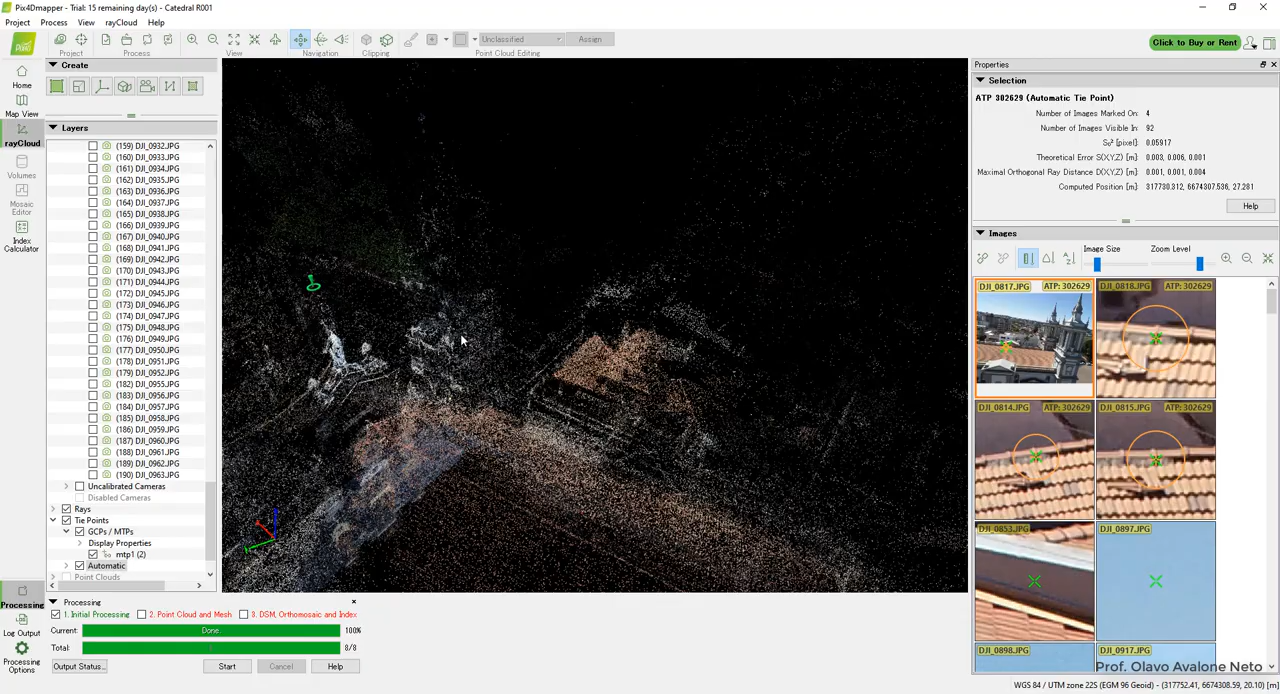 Pix4Dmapper - Trial: 15 remaining day(s) - Catedral R001
Project Process View rayCloud Help
Project Process View Navigation Clipping Point Cloud Editing
Unclassified Assign
Click to Buy or Rent
Home
Map View
rayCloud
Volumes
Mosaic
Editor
Index
Calculator
Processing
Log Output
Processing
Options
Create
Layers
(159) DJI_0932.JPG
(160) DJI_0933.JPG
(161) DJI_0934.JPG
(162) DJI_0935.JPG
(163) DJI_0936.JPG
(164) DJI_0937.JPG
(165) DJI_0938.JPG
(166) DJI_0939.JPG
(167) DJI_0940.JPG
(168) DJI_0941.JPG
(169) DJI_0942.JPG
(170) DJI_0943.JPG
(171) DJI_0944.JPG
(172) DJI_0945.JPG
(173) DJI_0946.JPG
(174) DJI_0947.JPG
(175) DJI_0948.JPG
(176) DJI_0949.JPG
(177) DJI_0950.JPG
(178) DJI_0951.JPG
(179) DJI_0952.JPG
(182) DJI_0955.JPG
(183) DJI_0956.JPG
(184) DJI_0957.JPG
(185) DJI_0958.JPG
(186) DJI_0959.JPG
(187) DJI_0960.JPG
(188) DJI_0961.JPG
(189) DJI_0962.JPG
(190) DJI_0963.JPG
Uncalibrated Cameras
Disabled Cameras
Rays
Tie Points
GCPs / MTPs
Display Properties
mtp1 (2)
Automatic
Point Clouds
Processing
1. Initial Processing 2. Point Cloud and Mesh 3. DSM, Orthomosaic and Index
Current: Done. 100%
Total: 8/8
Output Status... Start Cancel Help
Properties
Selection
ATP 302629 (Automatic Tie Point)
Number of Images Marked On: 4
Number of Images Visible In: 92
S₀² [pixel]: 0.05917
Theoretical Error S(X,Y,Z) [m]: 0.003, 0.006, 0.001
Maximal Orthogonal Ray Distance D(X,Y,Z) [m]: 0.001, 0.001, 0.004
Computed Position [m]: 317730.312, 6674307.536, 27.281
Help
Images
Image Size Zoom Level
DJI_0817.JPG ATP: 302629 DJI_0818.JPG ATP: 302629
DJI_0814.JPG ATP: 302629 DJI_0815.JPG ATP: 302629
DJI_0853.JPG DJI_0897.JPG
DJI_0898.JPG DJI_0917.JPG
Prof. Olavo Avalone Neto
WGS 84 / UTM zone 22S (EGM 96 Geoid) - (317752.41, 6674308.59, 20.10) [m]